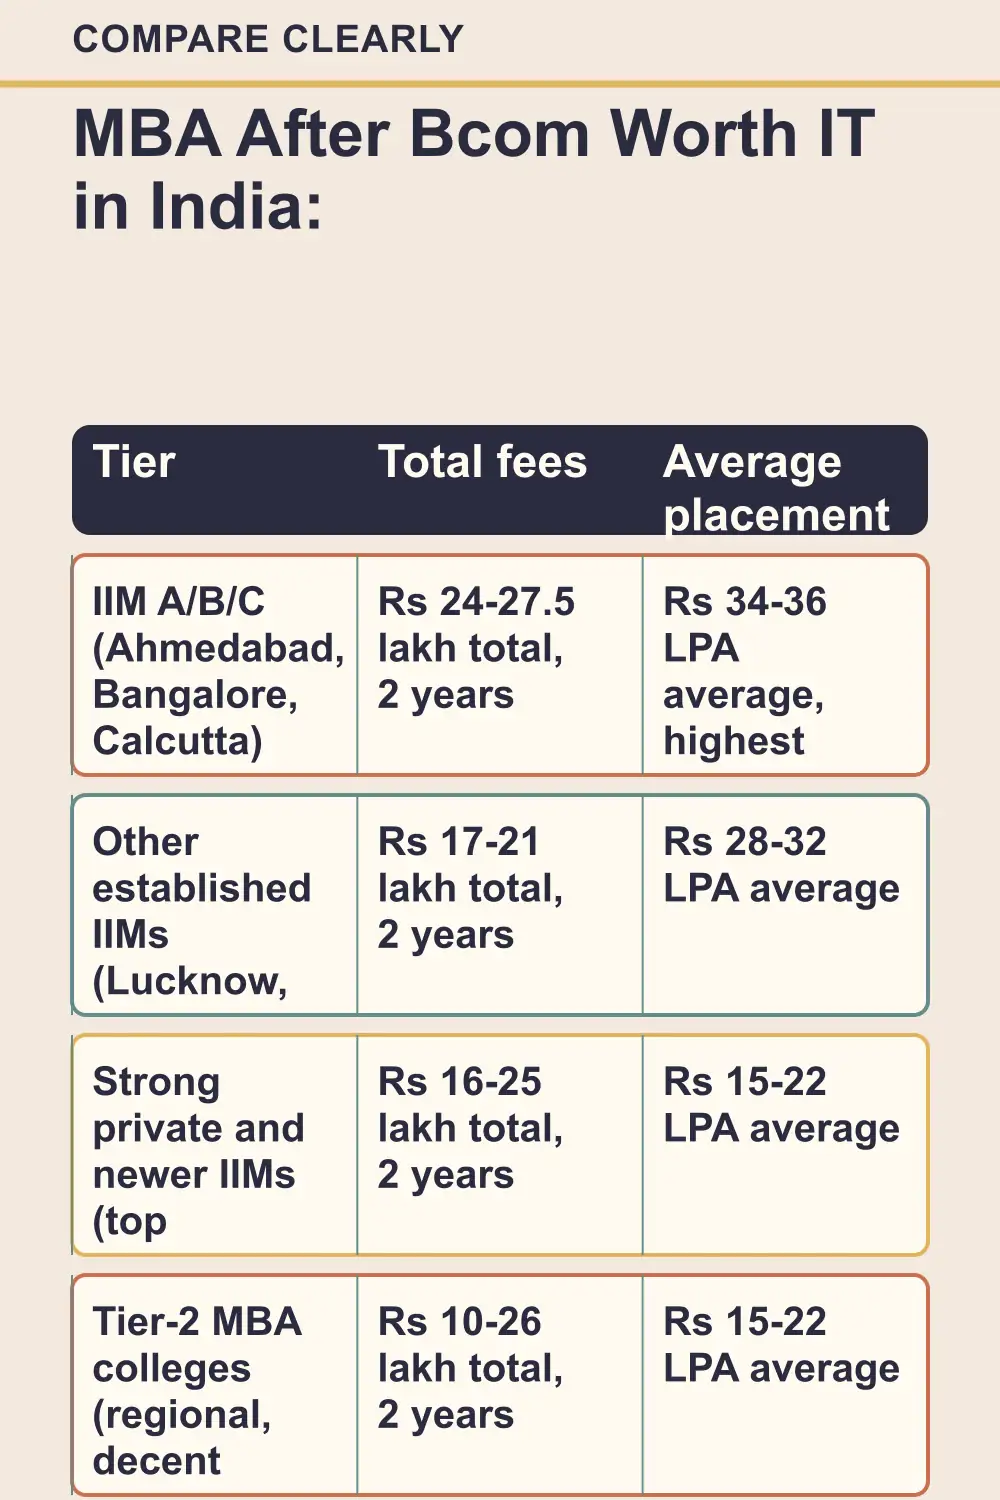 COMPARE CLEARLY
MBA After Bcom Worth IT
in India:
Tier
Total fees
Average
placement
IIM A/B/C
(Ahmedabad,
Bangalore,
Calcutta)
Rs 24-27.5
lakh total,
2 years
Rs 34-36
LPA
average,
highest
Other
established
IIMs
(Lucknow,
Rs 17-21
lakh total,
2 years
Rs 28-32
LPA average
Strong
private and
newer IIMs
(top
Rs 16-25
lakh total,
2 years
Rs 15-22
LPA average
Tier-2 MBA
colleges
(regional,
decent
Rs 10-26
lakh total,
2 years
Rs 15-22
LPA average